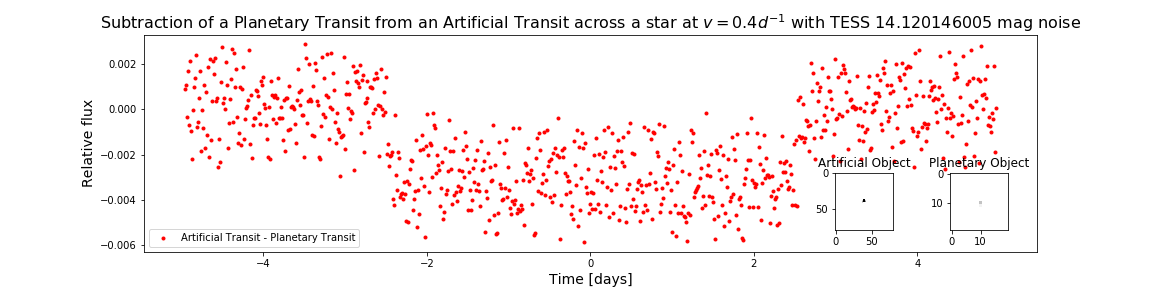 Subtraction of a Planetary Transit from an Artificial Transit across a star at v = 0.4d⁻¹ with TESS 14.120146005 mag noise
Relative flux
0.002
0.000
−0.002
−0.004
−0.006
Artificial Object
0
50
0 50
Planetary Object
0
10
0 10
Artificial Transit - Planetary Transit
−4 −2 0 2 4
Time [days]